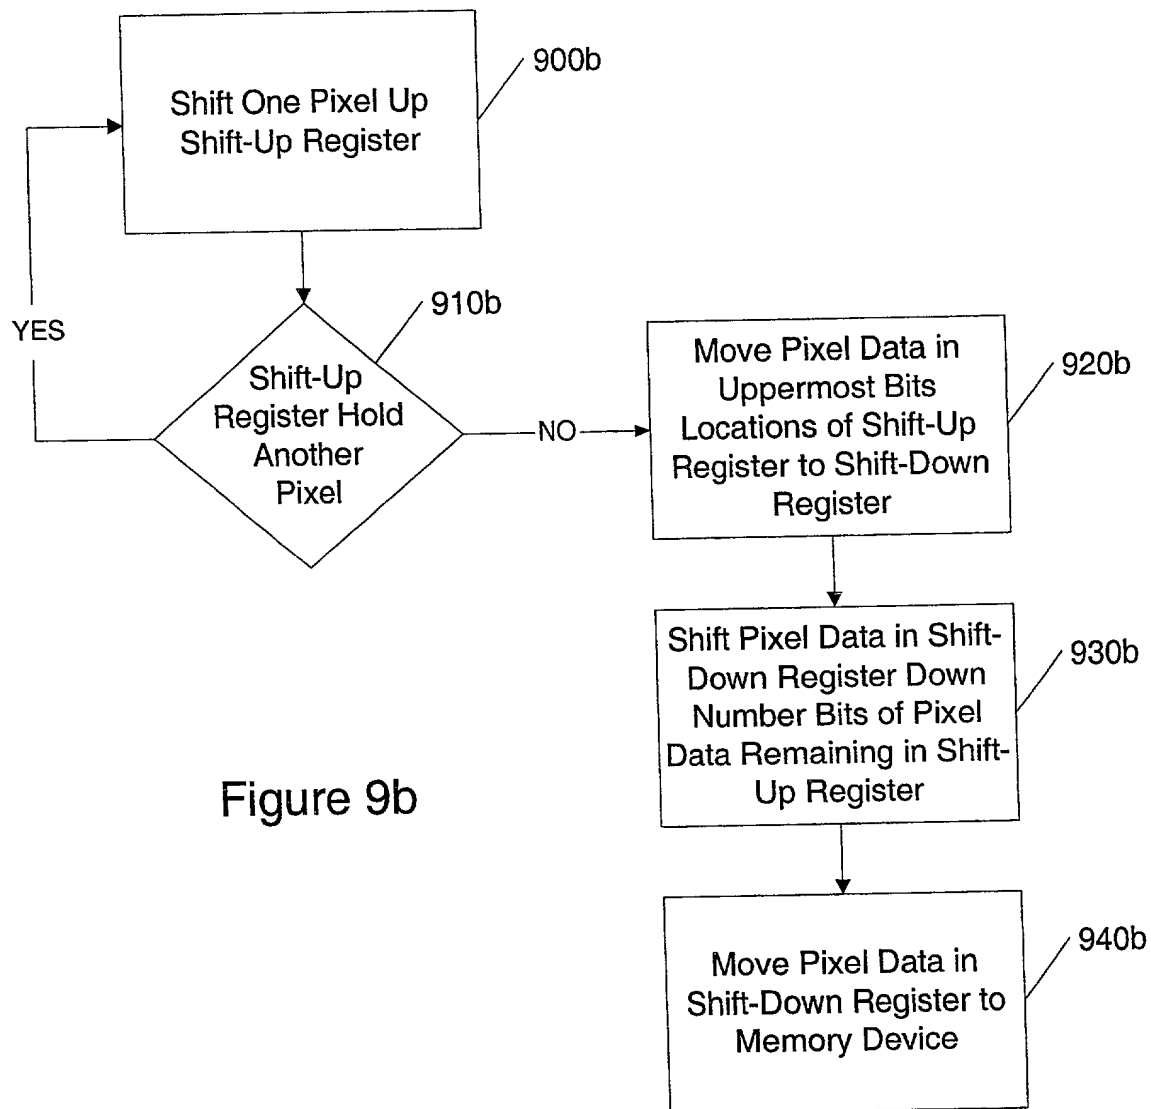 900b
Shift One Pixel Up
Shift-Up Register
910b
YES
Shift-Up
Register Hold
Another
Pixel
NO
Move Pixel Data in
Uppermost Bits
Locations of Shift-Up
Register to Shift-Down
Register
920b
Shift Pixel Data in Shift-
Down Register Down
Number Bits of Pixel
Data Remaining in Shift-
Up Register
930b
Figure 9b
Move Pixel Data in
Shift-Down Register to
Memory Device
940b